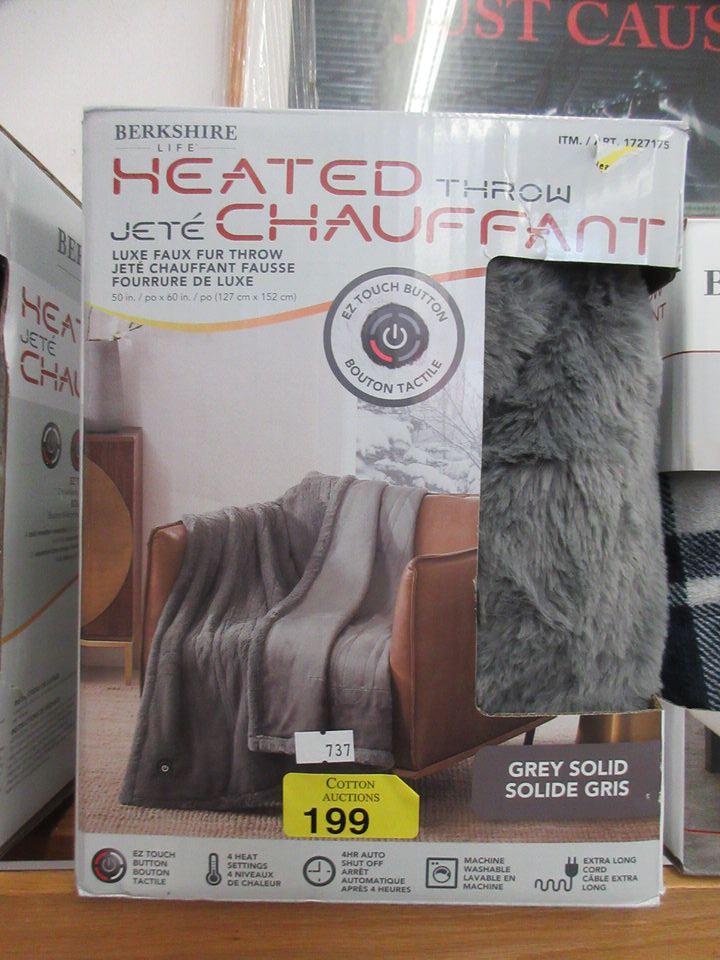 JUST CAUS
BERKSHIRE
LIFE
ITM. / ART. 1727175
HEATED THROW
JETÉ CHAUFFANT
LUXE FAUX FUR THROW
JETÉ CHAUFFANT FAUSSE
FOURRURE DE LUXE
50 in. / po x 60 in. / po (127 cm x 152 cm)
EZ TOUCH BUTTON
BOUTON TACTILE
737
COTTON
AUCTIONS
199
GREY SOLID
SOLIDE GRIS
EZ TOUCH
BUTTON
BOUTON
TACTILE
4 HEAT
SETTINGS
4 NIVEAUX
DE CHALEUR
4HR AUTO
SHUT OFF
ARRÊT
AUTOMATIQUE
APRÈS 4 HEURES
MACHINE
WASHABLE
LAVABLE EN
MACHINE
EXTRA LONG
CORD
CÂBLE EXTRA
LONG
BE
HEAT
JETÉ
CHAU